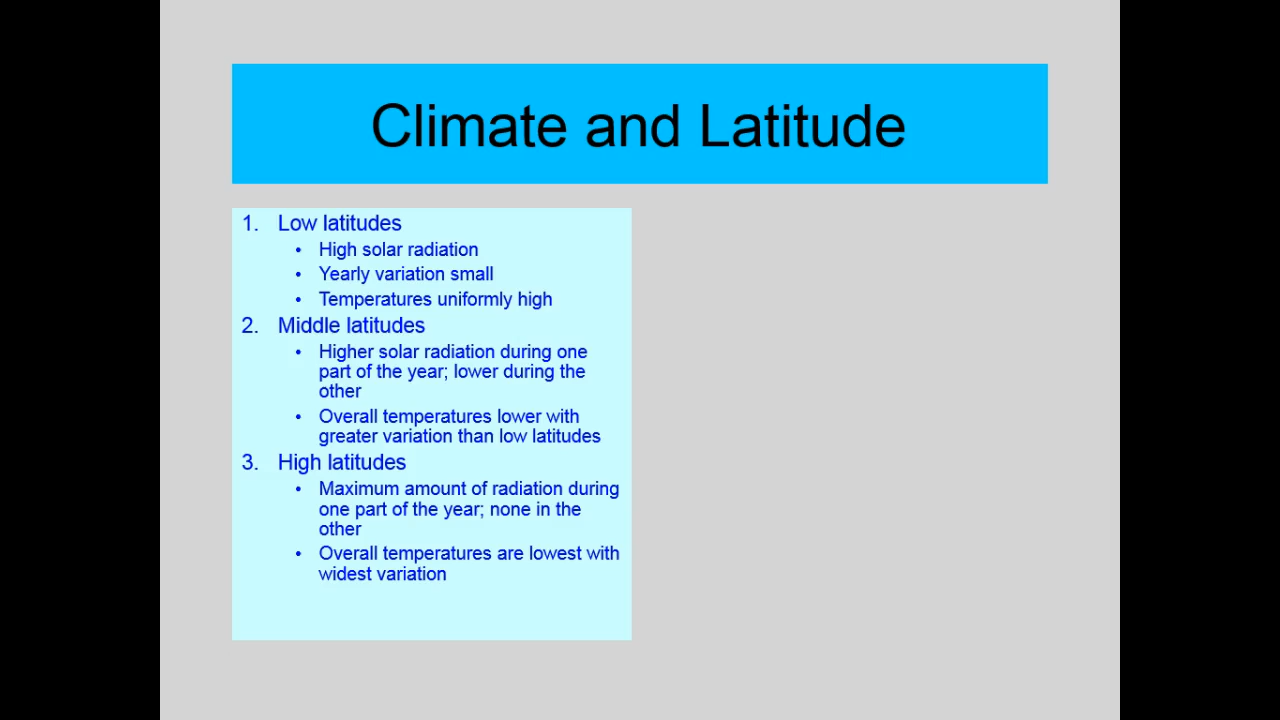 Climate and Latitude
1. Low latitudes
• High solar radiation
• Yearly variation small
• Temperatures uniformly high
2. Middle latitudes
• Higher solar radiation during one
part of the year; lower during the
other
• Overall temperatures lower with
greater variation than low latitudes
3. High latitudes
• Maximum amount of radiation during
one part of the year; none in the
other
• Overall temperatures are lowest with
widest variation